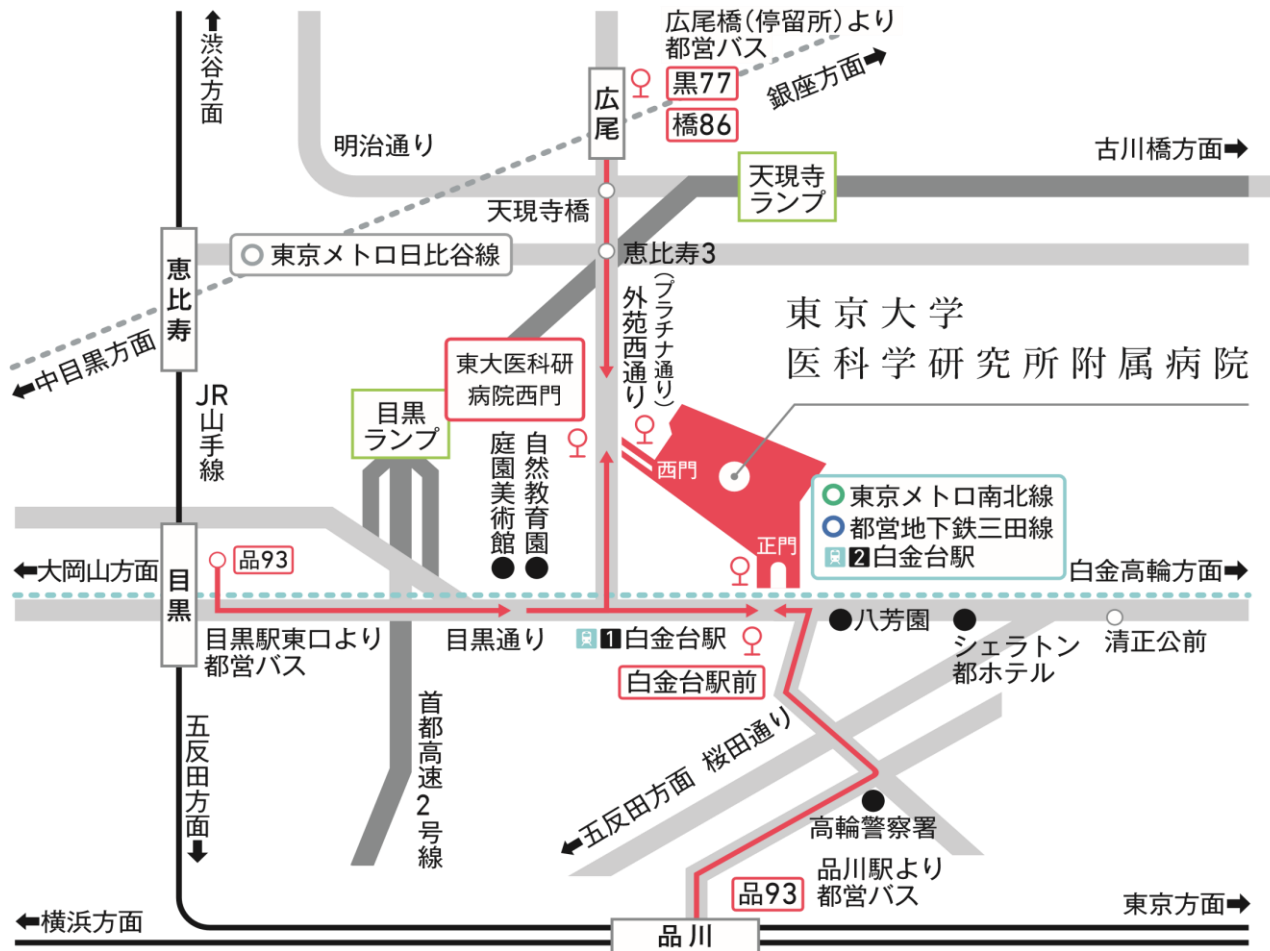 渋谷方面
広尾橋（停留所）より
都営バス
黒77
橋86
銀座方面
広尾
明治通り
古川橋方面
天現寺
ランプ
天現寺橋
東京メトロ日比谷線
恵比寿3
恵比寿
（プラチナ通り）
外苑西通り
東京大学
医科学研究所附属病院
中目黒方面
JR山手線
東大医科研
病院西門
目黒
ランプ
庭園美術館
自然教育園
西門
正門
東京メトロ南北線
都営地下鉄三田線
2 白金台駅
大岡山方面
目黒
品93
白金高輪方面
目黒駅東口より
都営バス
目黒通り
1 白金台駅
白金台駅前
八芳園
シェラトン
都ホテル
清正公前
五反田方面
首都高速2号線
五反田方面
桜田通り
高輪警察署
品川駅より
都営バス
品93
横浜方面
品川
東京方面